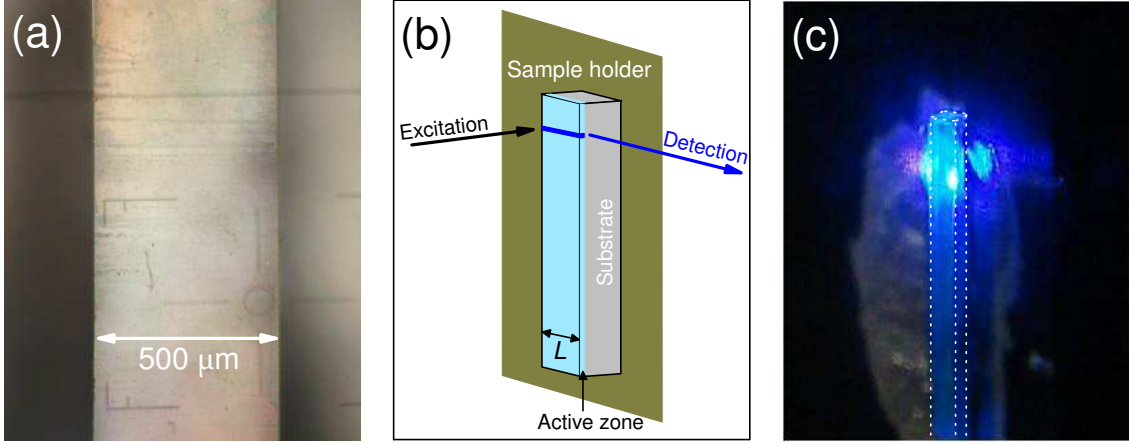 (a)
500 μm
(b)
Sample holder
Excitation
Detection
Substrate
L
Active zone
(c)